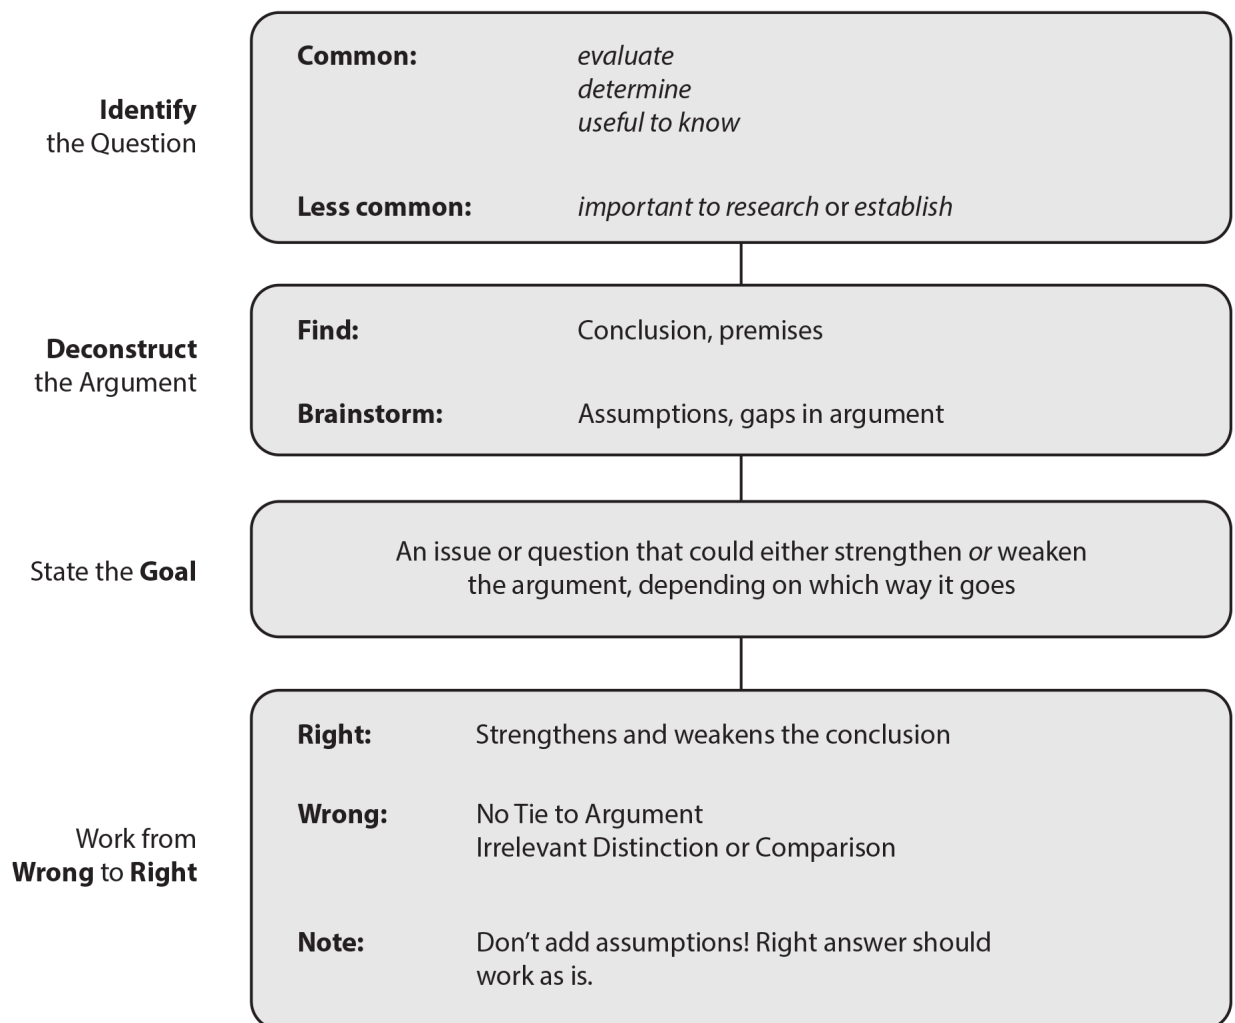 Identify
the Question
Common:
evaluate
determine
useful to know
Less common:
important to research or establish
Deconstruct
the Argument
Find:
Conclusion, premises
Brainstorm:
Assumptions, gaps in argument
State the Goal
An issue or question that could either strengthen or weaken
the argument, depending on which way it goes
Work from
Wrong to Right
Right:
Strengthens and weakens the conclusion
Wrong:
No Tie to Argument
Irrelevant Distinction or Comparison
Note:
Don’t add assumptions! Right answer should
work as is.